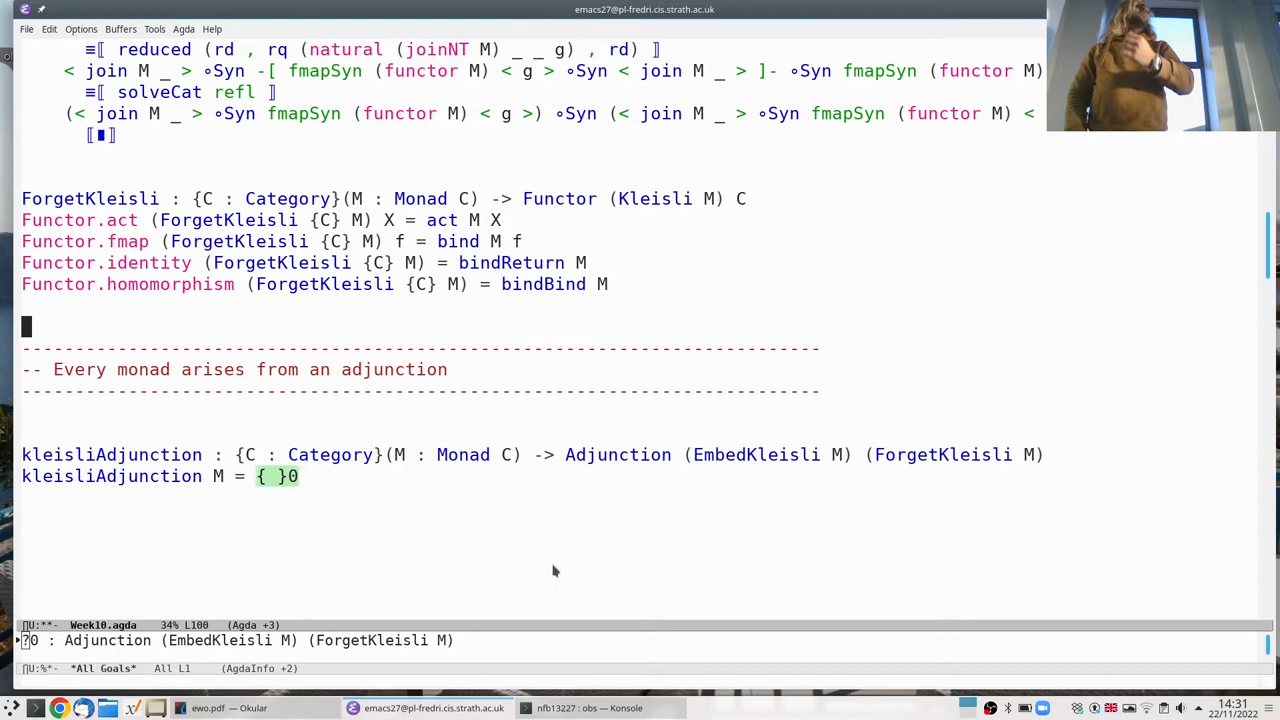 emacs27@pl-fredri.cis.strath.ac.uk
File Edit Options Buffers Tools Agda Help
≡⟦ reduced (rd , rq (natural (joinNT M) _ _ g) , rd) ⟧
< join M _ > ∘Syn -[ fmapSyn (functor M) < g > ∘Syn < join M _ > ]- ∘Syn fmapSyn (functor M)
≡⟦ solveCat refl ⟧
(< join M _ > ∘Syn fmapSyn (functor M) < g >) ∘Syn (< join M _ > ∘Syn fmapSyn (functor M) <
⟦∎⟧
ForgetKleisli : {C : Category}(M : Monad C) -> Functor (Kleisli M) C
Functor.act (ForgetKleisli {C} M) X = act M X
Functor.fmap (ForgetKleisli {C} M) f = bind M f
Functor.identity (ForgetKleisli {C} M) = bindReturn M
Functor.homomorphism (ForgetKleisli {C} M) = bindBind M
---------------------------------------------------------------------------
-- Every monad arises from an adjunction
---------------------------------------------------------------------------
kleisliAdjunction : {C : Category}(M : Monad C) -> Adjunction (EmbedKleisli M) (ForgetKleisli M)
kleisliAdjunction M = { }0
U:**- Week10.agda 34% L100 (Agda +3)
?0 : Adjunction (EmbedKleisli M) (ForgetKleisli M)
U:%*- *All Goals* All L1 (AgdaInfo +2)
ewo.pdf — Okular
emacs27@pl-fredri.cis.strath.ac.uk
nfb13227 : obs — Konsole
14:31
22/11/2022